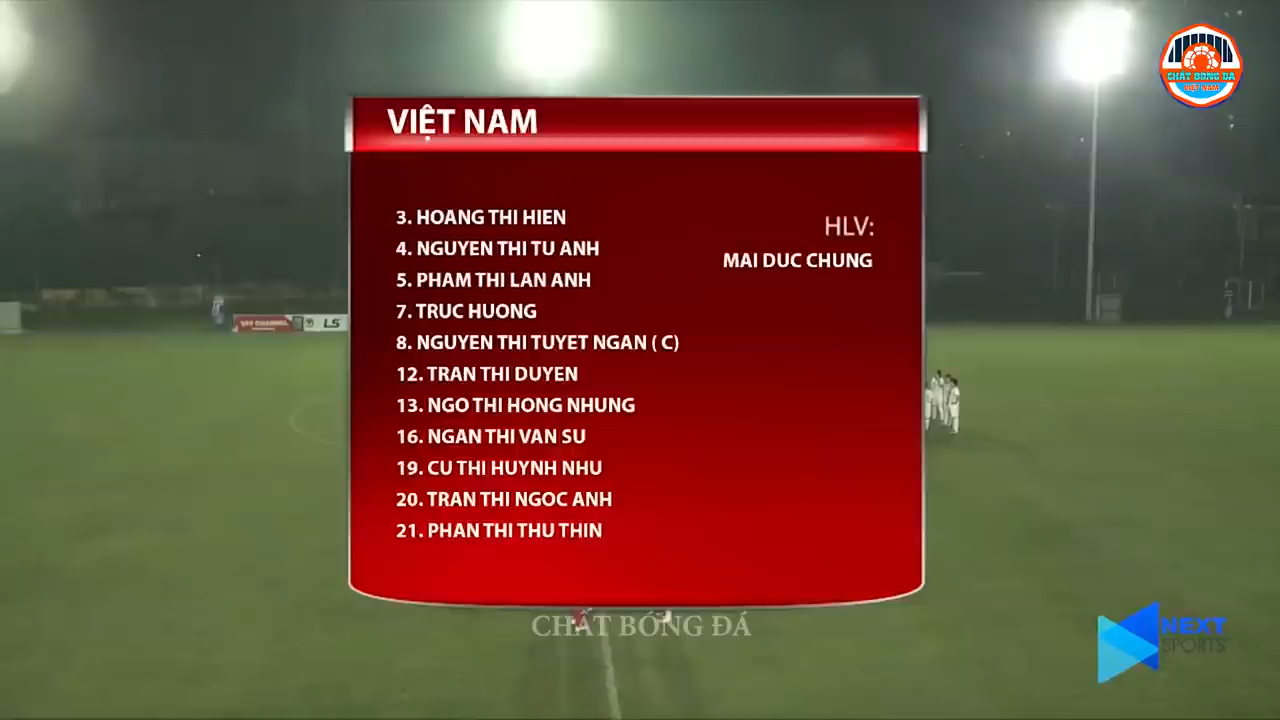 CHẤT BÓNG ĐÁ
VIỆT NAM
VIỆT NAM
3. HOANG THI HIEN
4. NGUYEN THI TU ANH
5. PHAM THI LAN ANH
7. TRUC HUONG
8. NGUYEN THI TUYET NGAN ( C)
12. TRAN THI DUYEN
13. NGO THI HONG NHUNG
16. NGAN THI VAN SU
19. CU THI HUYNH NHU
20. TRAN THI NGOC ANH
21. PHAN THI THU THIN
HLV:
MAI DUC CHUNG
LS
CHẤT BÓNG ĐÁ
NEXT
SPORTS